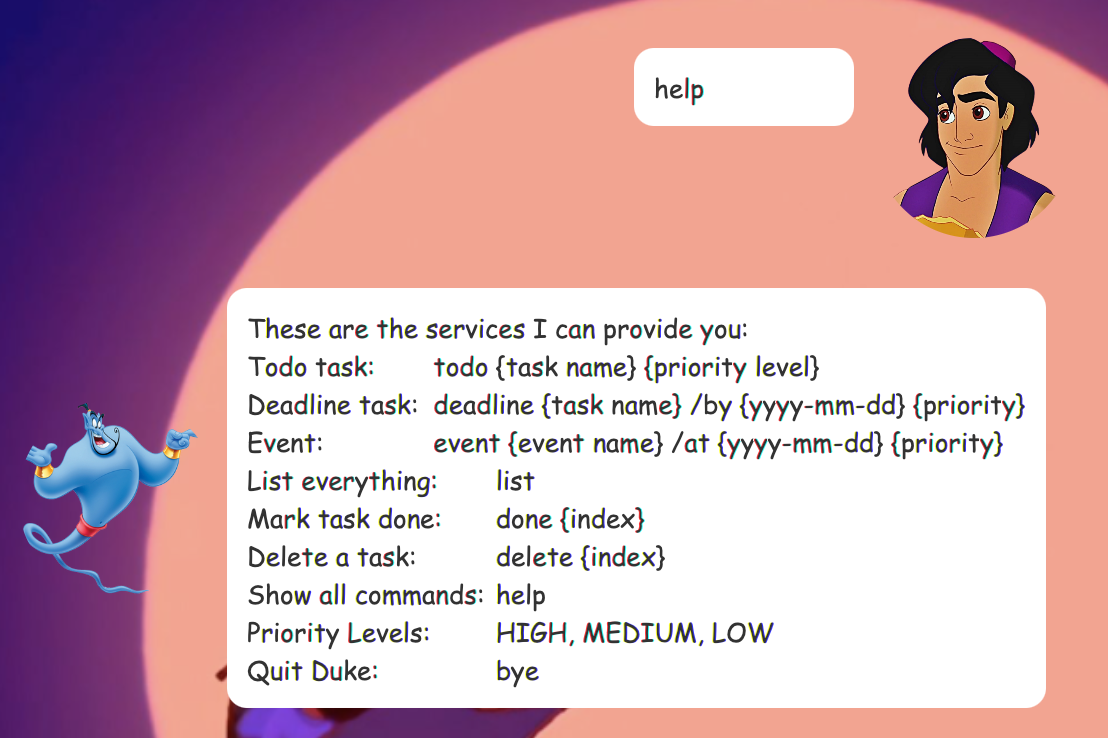 help
These are the services I can provide you:
Todo task: todo {task name} {priority level}
Deadline task: deadline {task name} /by {yyyy-mm-dd} {priority}
Event: event {event name} /at {yyyy-mm-dd} {priority}
List everything: list
Mark task done: done {index}
Delete a task: delete {index}
Show all commands: help
Priority Levels: HIGH, MEDIUM, LOW
Quit Duke: bye